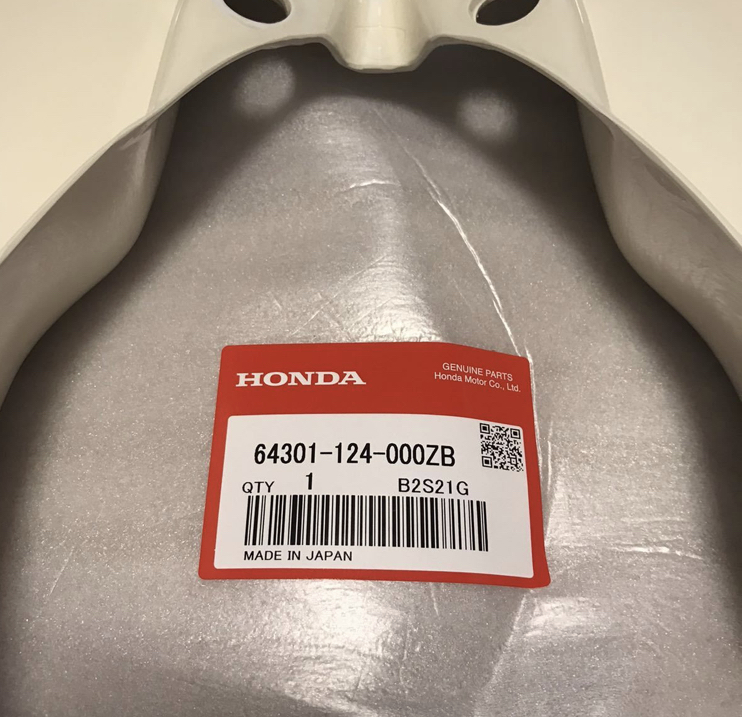 HONDA
GENUINE PARTS
Honda Motor Co., Ltd.
64301-124-000ZB
QTY 1 B2S21G
MADE IN JAPAN